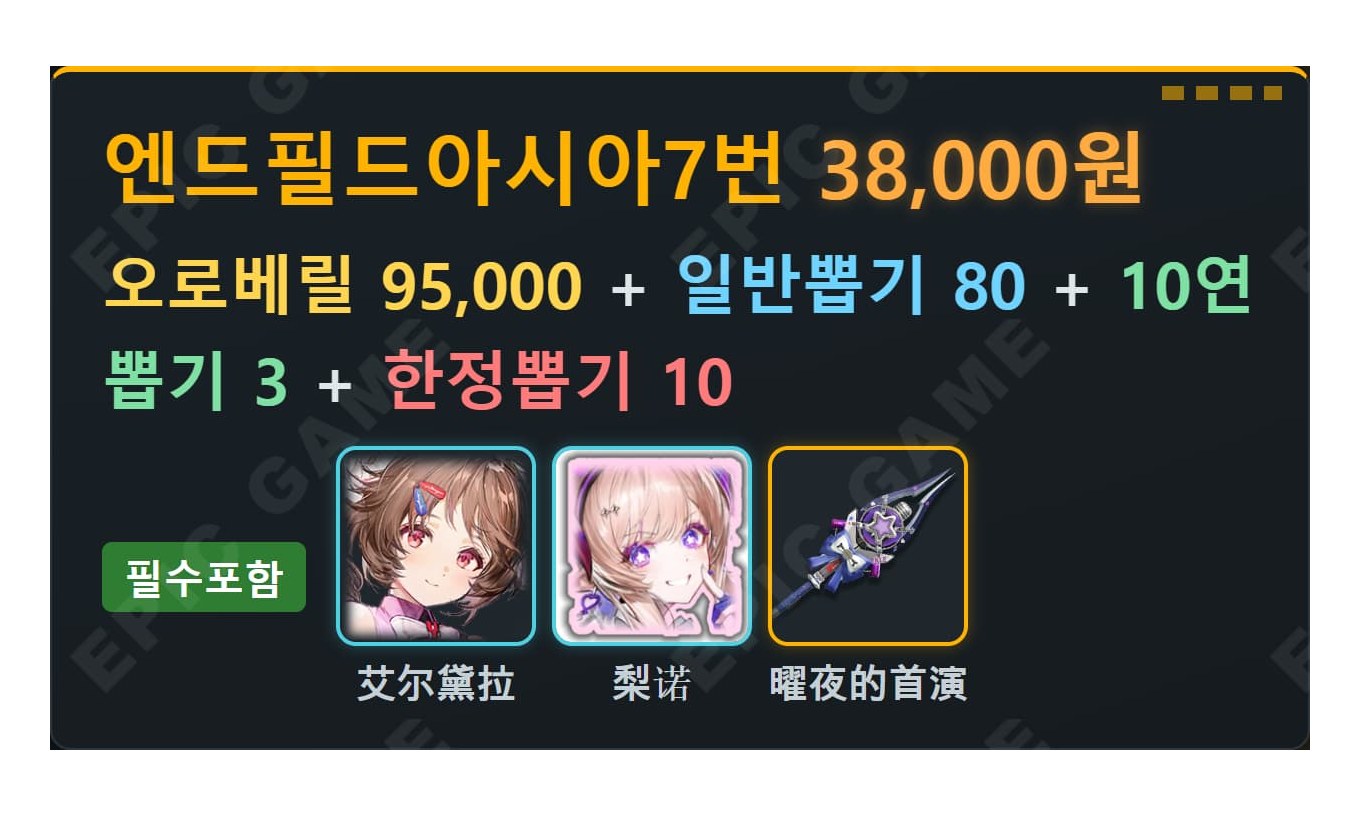 엔드필드아시아7번 38,000원
오로베릴 95,000 + 일반뽑기 80 + 10연
뽑기 3 + 한정뽑기 10
필수포함
艾尔黛拉 梨诺 曜夜的首演
EPIC GAME